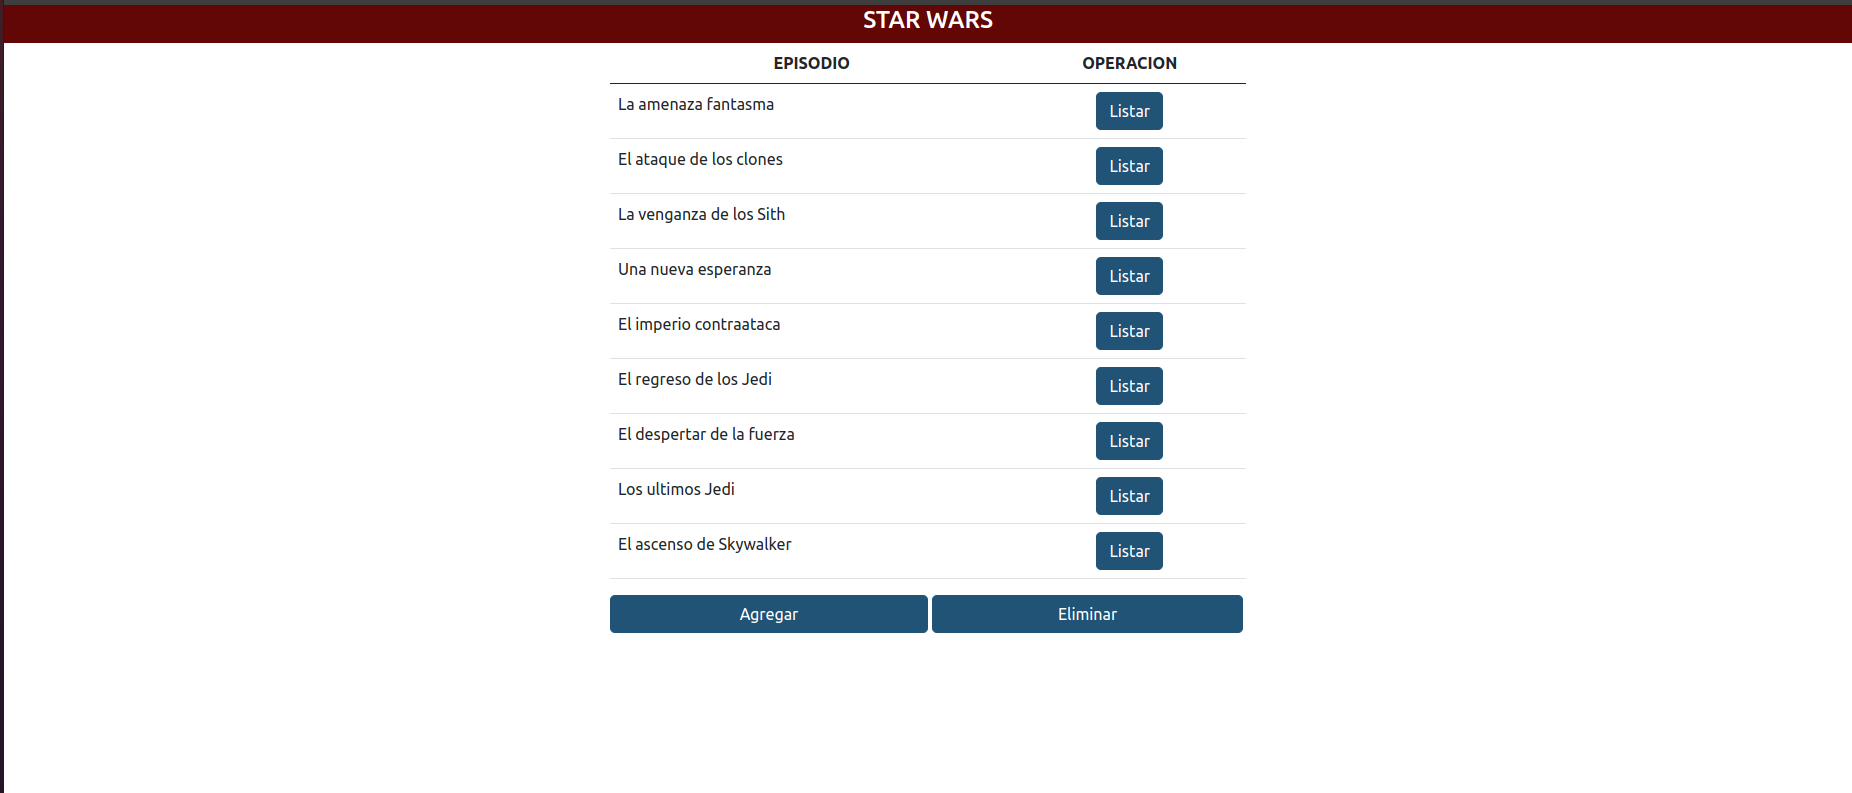 STAR WARS
EPISODIO OPERACION
La amenaza fantasma Listar
El ataque de los clones Listar
La venganza de los Sith Listar
Una nueva esperanza Listar
El imperio contraataca Listar
El regreso de los Jedi Listar
El despertar de la fuerza Listar
Los ultimos Jedi Listar
El ascenso de Skywalker Listar
Agregar Eliminar